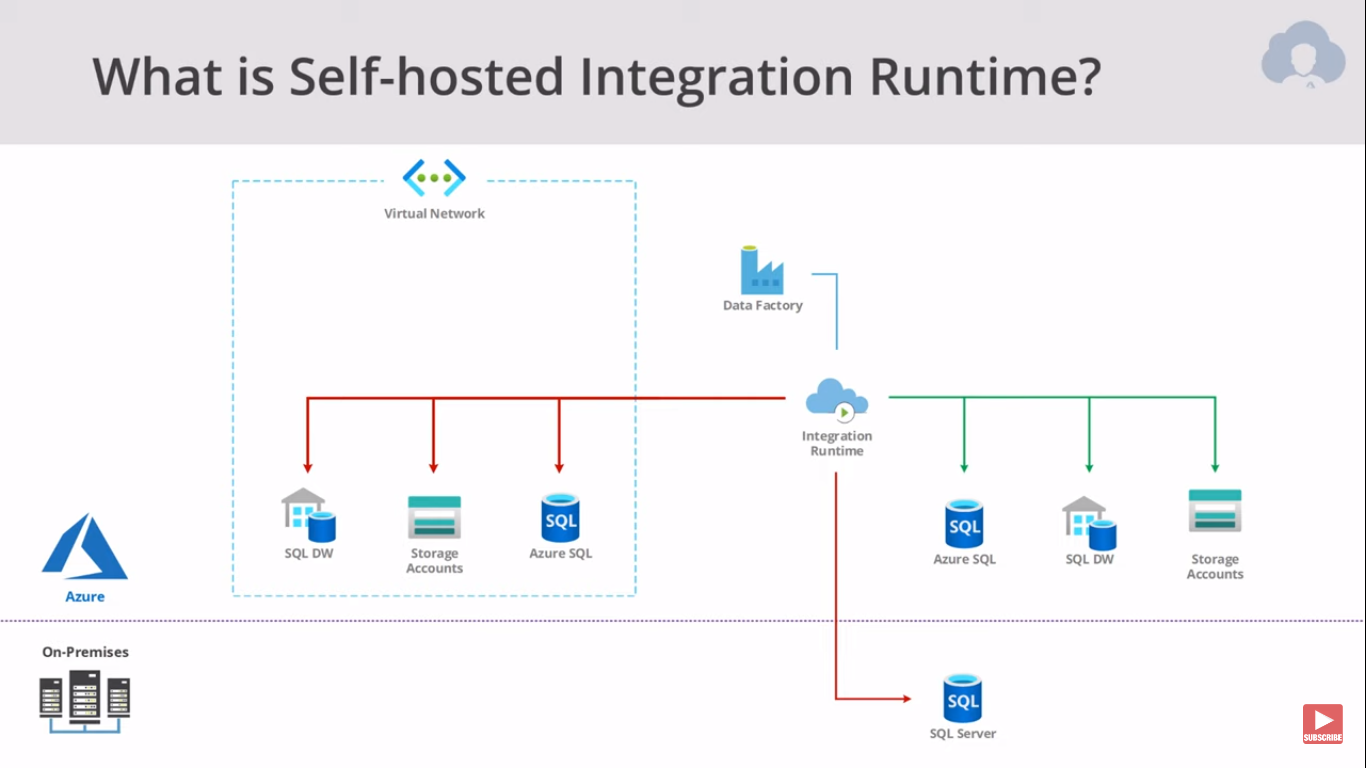 What is Self-hosted Integration Runtime?
Virtual Network
Data Factory
Integration
Runtime
SQL
SQL DW
Storage
Accounts
Azure SQL
SQL
Azure SQL
SQL DW
Storage
Accounts
Azure
On-Premises
SQL
SQL Server
SUBSCRIBE